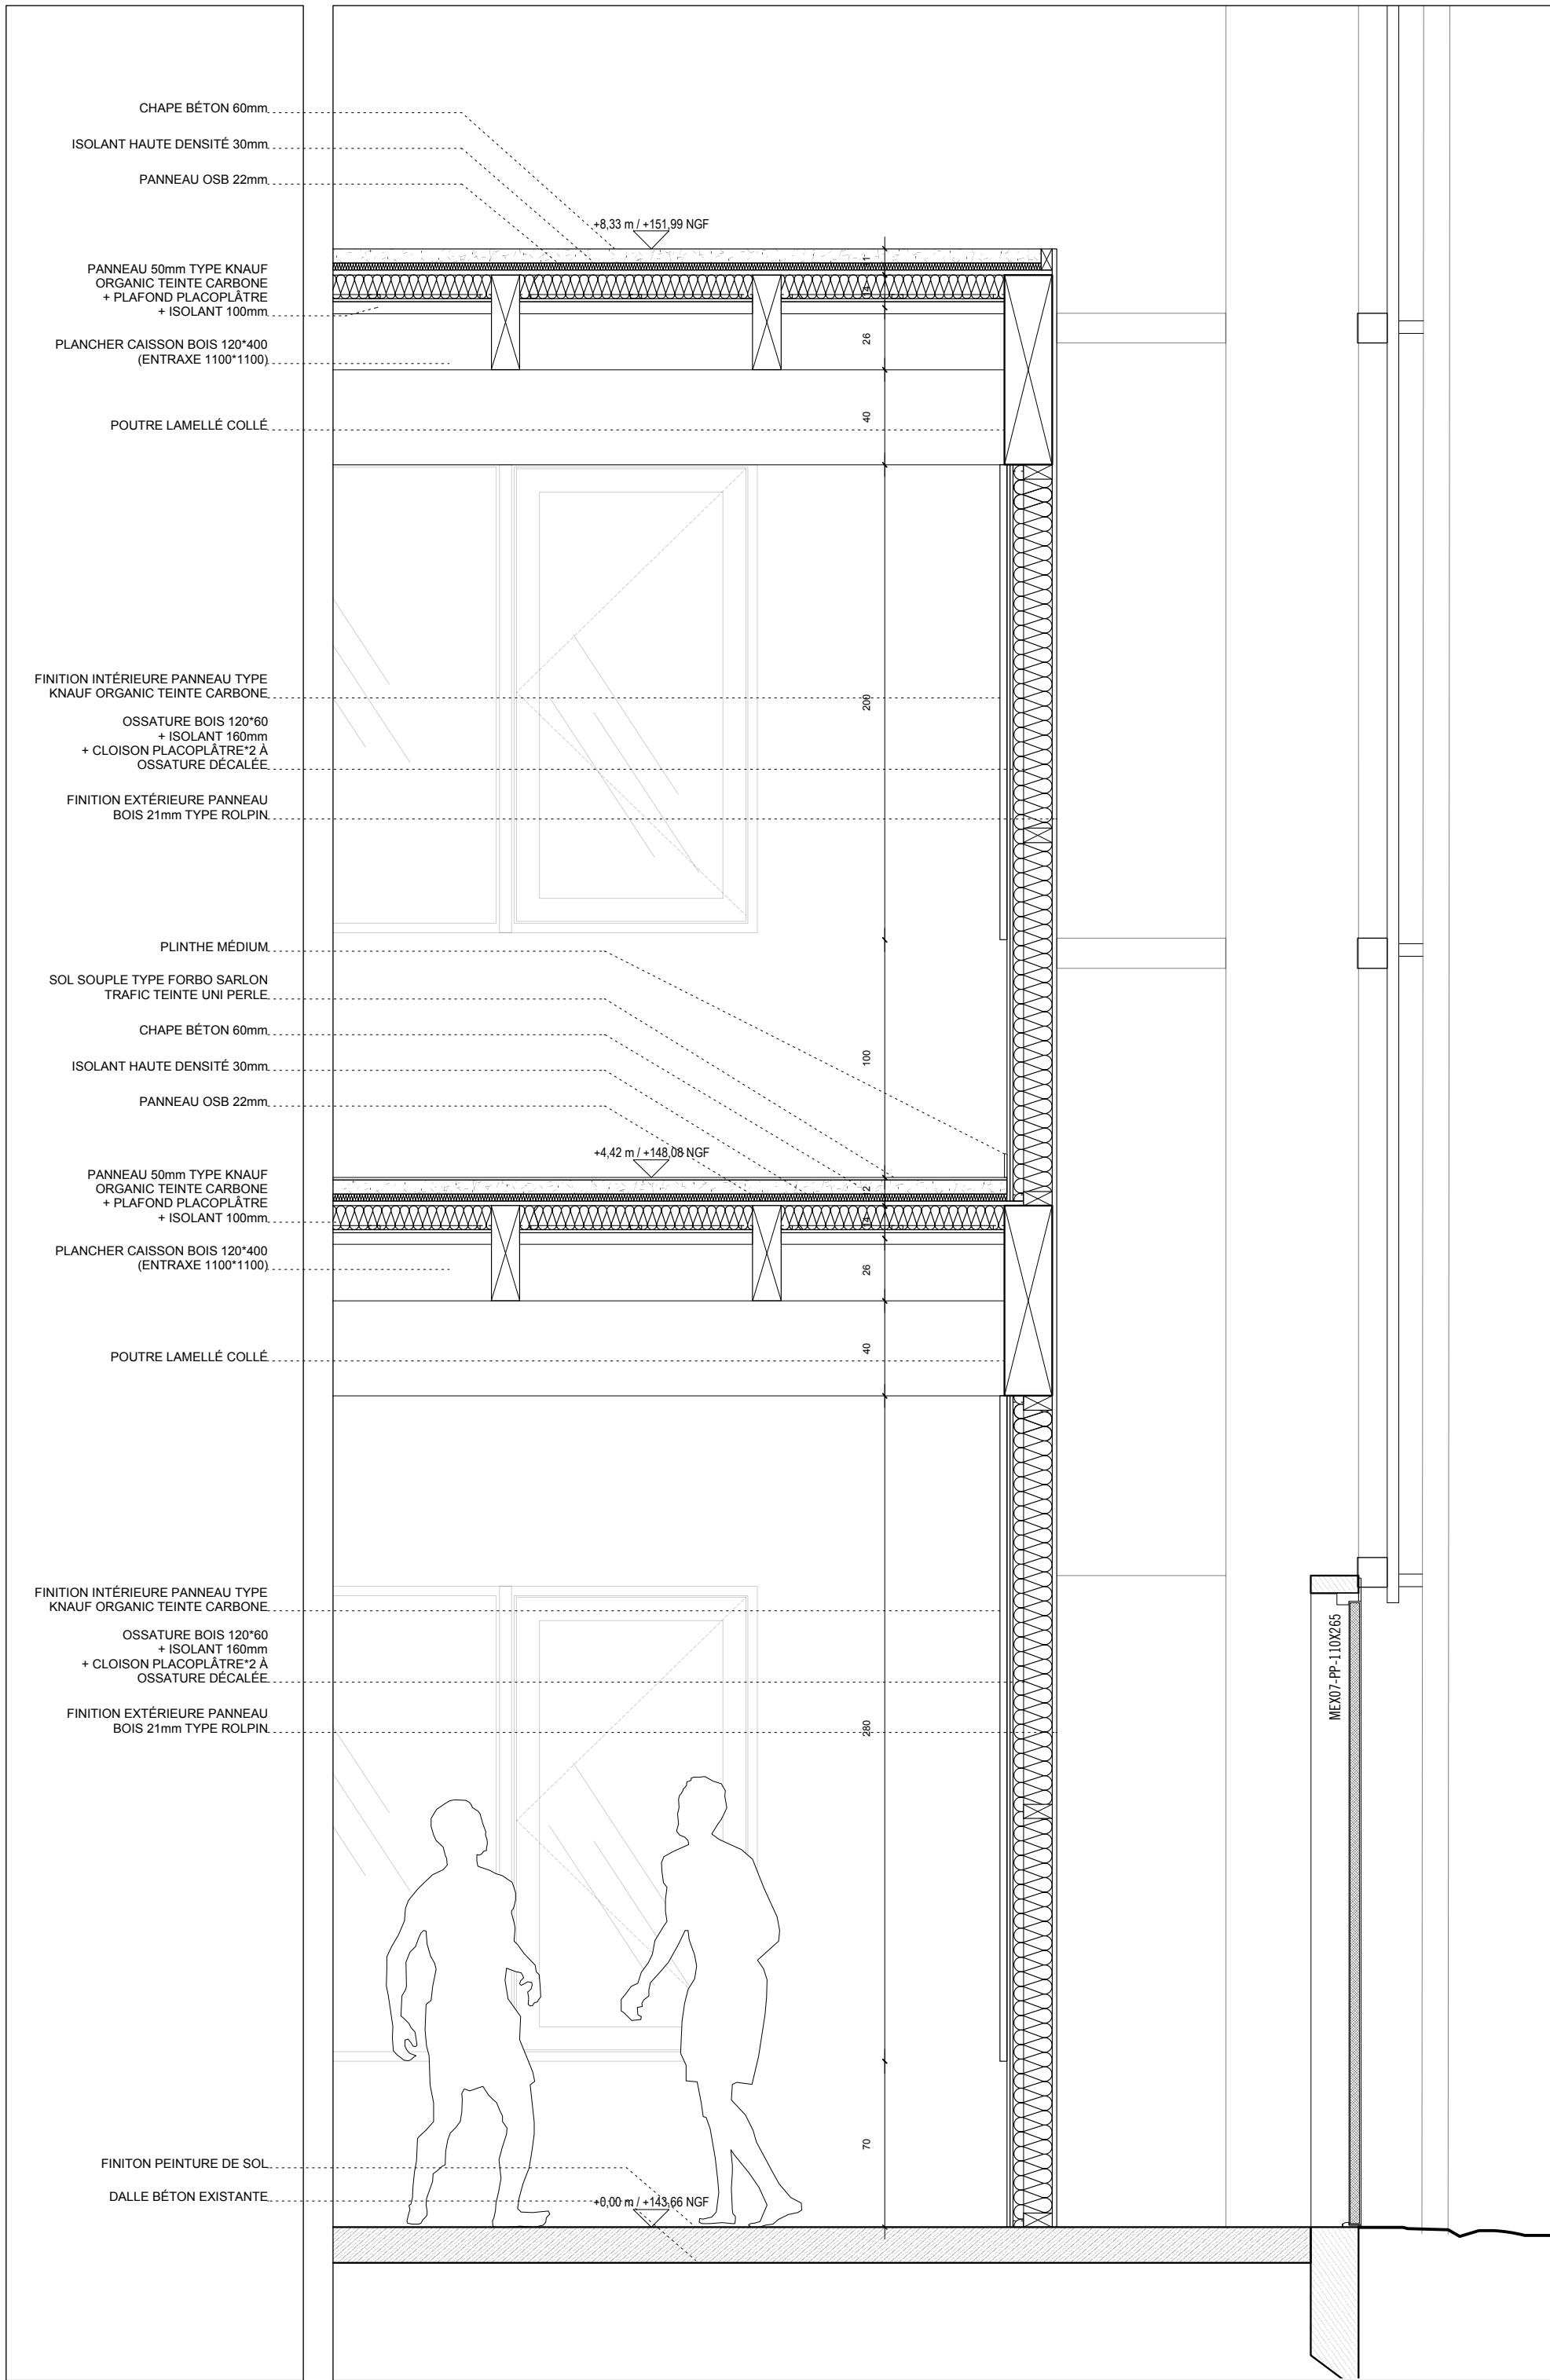 CHAPE BÉTON 60mm
ISOLANT HAUTE DENSITÉ 30mm
PANNEAU OSB 22mm
+8,33 m / +151,99 NGF
PANNEAU 50mm TYPE KNAUF
ORGANIC TEINTE CARBONE
+ PLAFOND PLACOPLÂTRE
+ ISOLANT 100mm
PLANCHER CAISSON BOIS 120*400
(ENTRAXE 1100*1100)
POUTRE LAMELLÉ COLLÉ
1
14
26
40
FINITION INTÉRIEURE PANNEAU TYPE
KNAUF ORGANIC TEINTE CARBONE
OSSATURE BOIS 120*60
+ ISOLANT 160mm
+ CLOISON PLACOPLÂTRE*2 À
OSSATURE DÉCALÉE
FINITION EXTÉRIEURE PANNEAU
BOIS 21mm TYPE ROLPIN
200
PLINTHE MÉDIUM
SOL SOUPLE TYPE FORBO SARLON
TRAFIC TEINTE UNI PERLE
CHAPE BÉTON 60mm
ISOLANT HAUTE DENSITÉ 30mm
PANNEAU OSB 22mm
100
+4,42 m / +148,08 NGF
PANNEAU 50mm TYPE KNAUF
ORGANIC TEINTE CARBONE
+ PLAFOND PLACOPLÂTRE
+ ISOLANT 100mm
PLANCHER CAISSON BOIS 120*400
(ENTRAXE 1100*1100)
POUTRE LAMELLÉ COLLÉ
2
14
26
40
FINITION INTÉRIEURE PANNEAU TYPE
KNAUF ORGANIC TEINTE CARBONE
OSSATURE BOIS 120*60
+ ISOLANT 160mm
+ CLOISON PLACOPLÂTRE*2 À
OSSATURE DÉCALÉE
FINITION EXTÉRIEURE PANNEAU
BOIS 21mm TYPE ROLPIN
280
MEX07-PP-110X265
70
FINITON PEINTURE DE SOL
DALLE BÉTON EXISTANTE
+0,00 m / +143,66 NGF